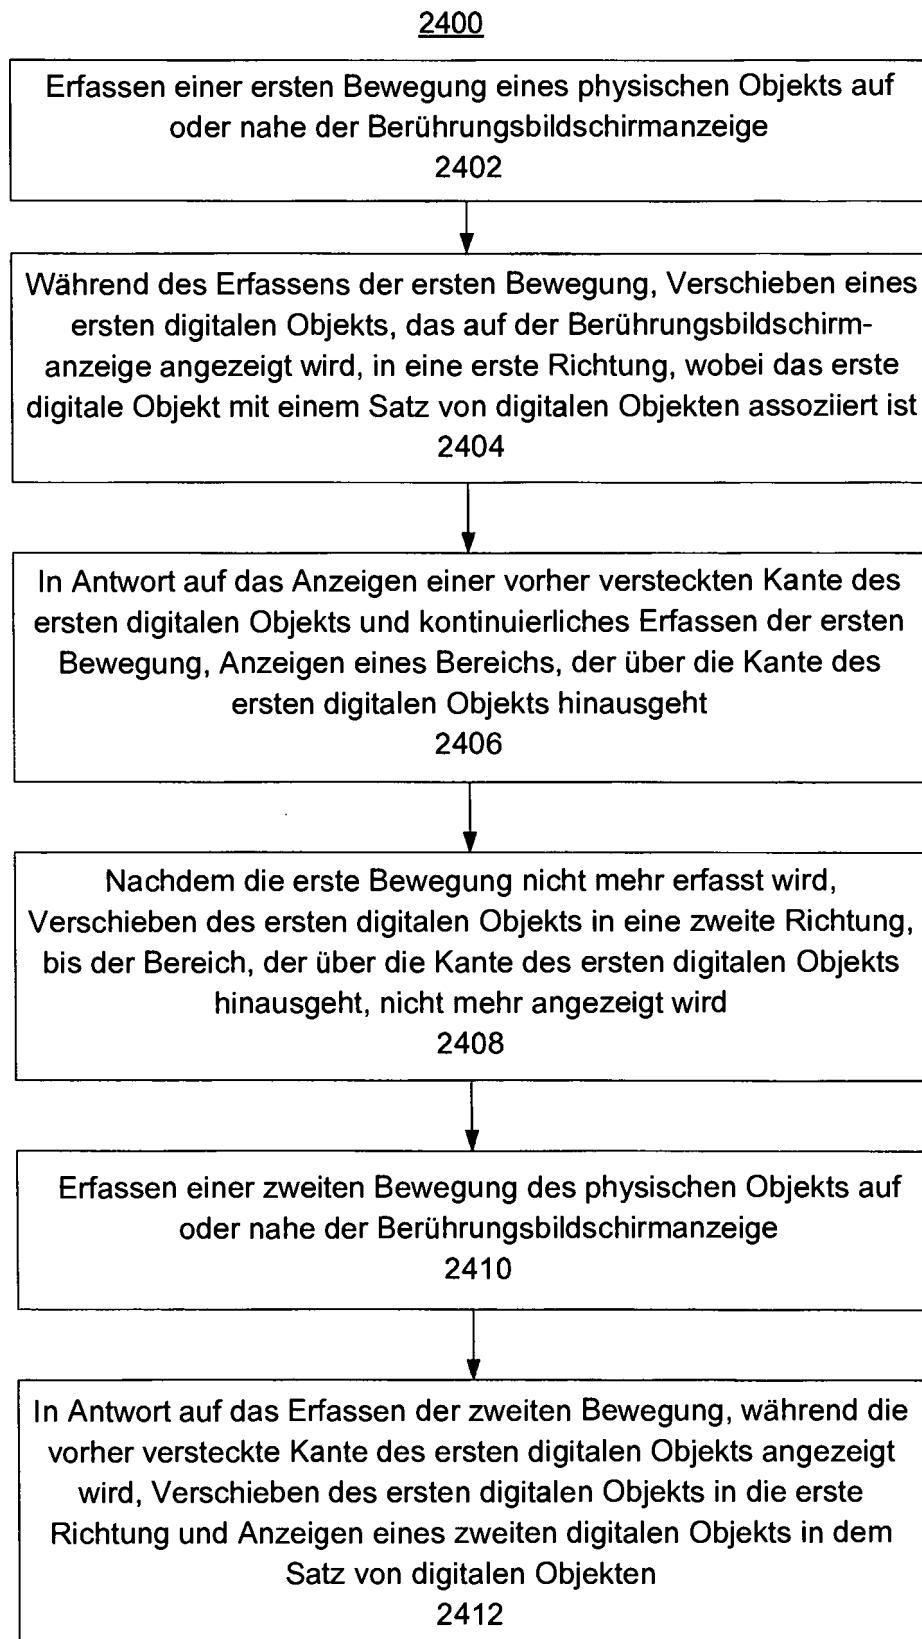 2400
Erfassen einer ersten Bewegung eines physischen Objekts auf
oder nahe der Berührungsbildschirmanzeige
2402
Während des Erfassens der ersten Bewegung, Verschieben eines
ersten digitalen Objekts, das auf der Berührungsbildschirm-
anzeige angezeigt wird, in eine erste Richtung, wobei das erste
digitale Objekt mit einem Satz von digitalen Objekten assoziiert ist
2404
In Antwort auf das Anzeigen einer vorher versteckten Kante des
ersten digitalen Objekts und kontinuierliches Erfassen der ersten
Bewegung, Anzeigen eines Bereichs, der über die Kante des
ersten digitalen Objekts hinausgeht
2406
Nachdem die erste Bewegung nicht mehr erfasst wird,
Verschieben des ersten digitalen Objekts in eine zweite Richtung,
bis der Bereich, der über die Kante des ersten digitalen Objekts
hinausgeht, nicht mehr angezeigt wird
2408
Erfassen einer zweiten Bewegung des physischen Objekts auf
oder nahe der Berührungsbildschirmanzeige
2410
In Antwort auf das Erfassen der zweiten Bewegung, während die
vorher versteckte Kante des ersten digitalen Objekts angezeigt
wird, Verschieben des ersten digitalen Objekts in die erste
Richtung und Anzeigen eines zweiten digitalen Objekts in dem
Satz von digitalen Objekten
2412